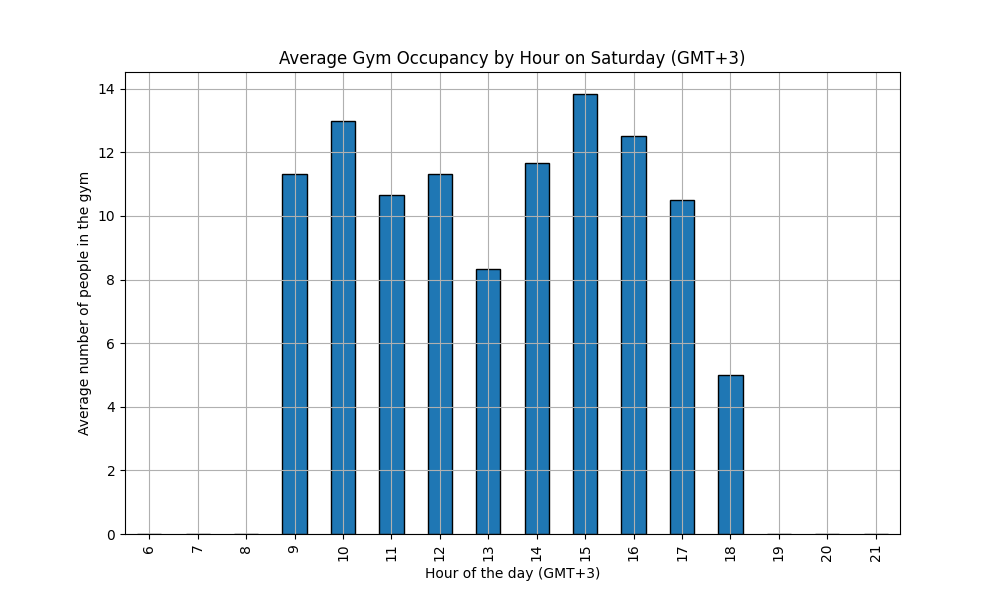 Average Gym Occupancy by Hour on Saturday (GMT+3)
Average number of people in the gym
14
12
10
8
6
4
2
0
6 7 8 9 10 11 12 13 14 15 16 17 18 19 20 21
Hour of the day (GMT+3)